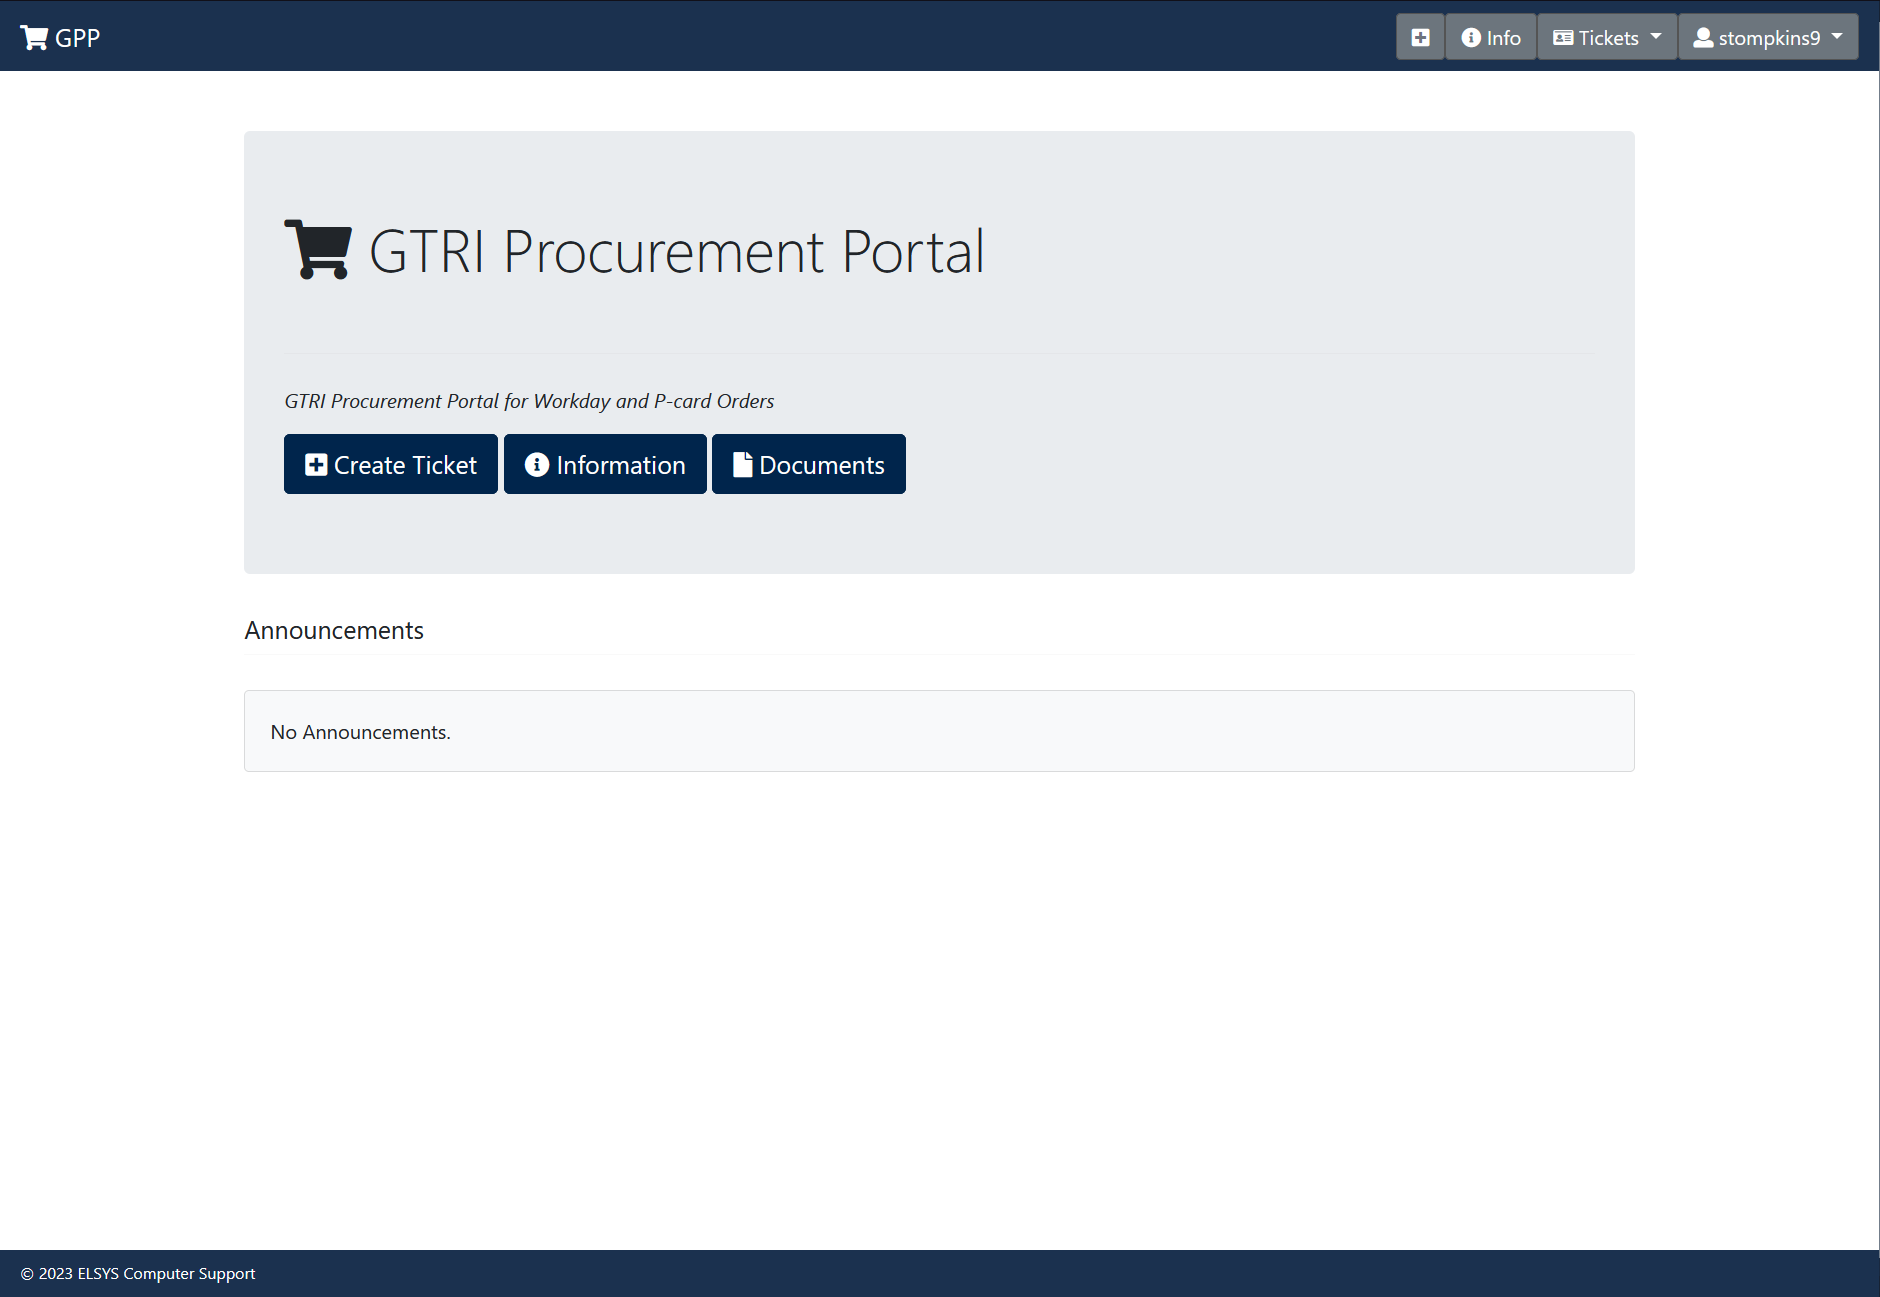 GPP
Info
Tickets
stompkins9
GTRI Procurement Portal
GTRI Procurement Portal for Workday and P-card Orders
Create Ticket
Information
Documents
Announcements
No Announcements.
© 2023 ELSYS Computer Support